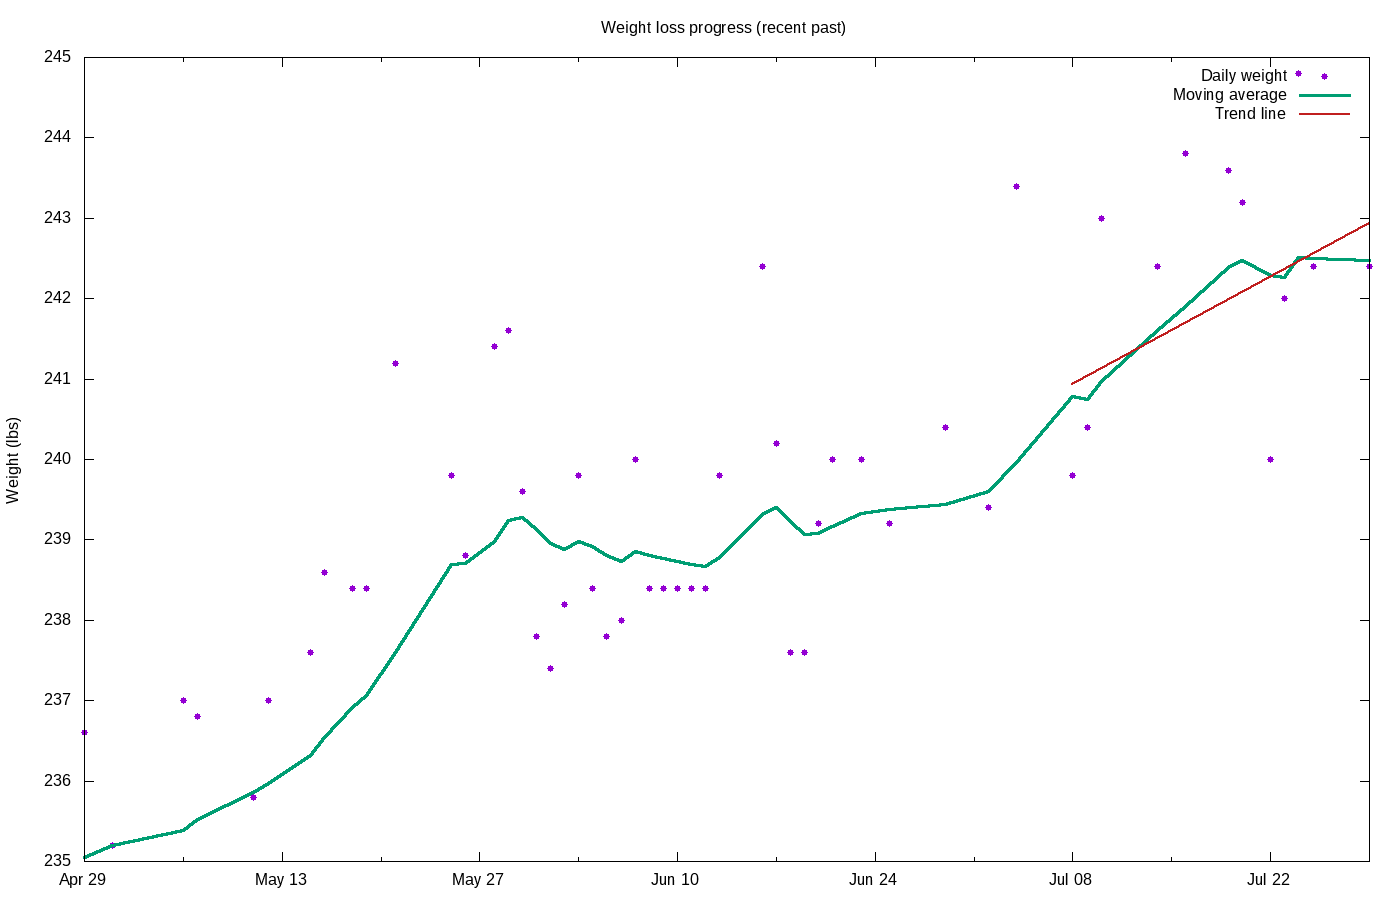 Weight loss progress (recent past)
245
244
243
242
241
240
239
238
237
236
235
Weight (lbs)
Daily weight
Moving average
Trend line
Apr 29 May 13 May 27 Jun 10 Jun 24 Jul 08 Jul 22